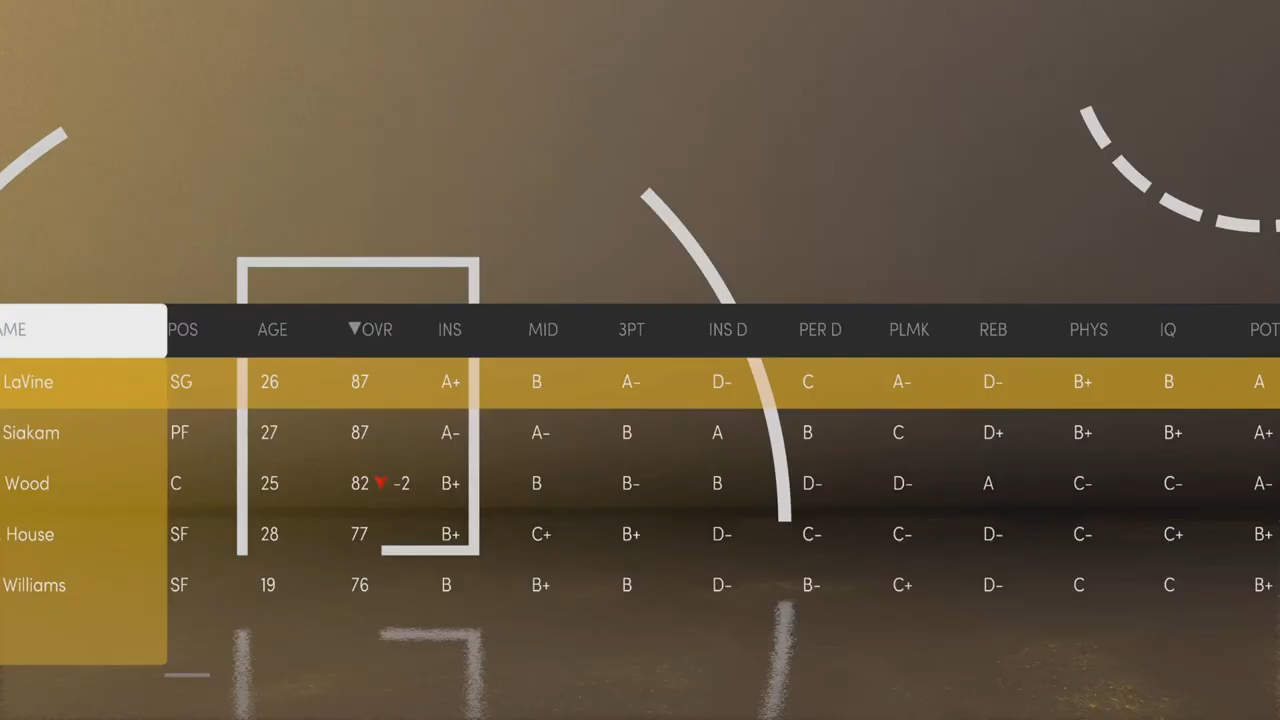 AME POS AGE ▼OVR INS MID 3PT INS D PER D PLMK REB PHYS IQ POT
LaVine SG 26 87 A+ B A- D- C A- D- B+ B A
Siakam PF 27 87 A- A- B A B C D+ B+ B+ A+
Wood C 25 82 -2 B+ B B- B D- D- A C- C- A-
House SF 28 77 B+ C+ B+ D- C- C- D- C- C+ B+
Williams SF 19 76 B B+ B D- B- C+ D- C C B+